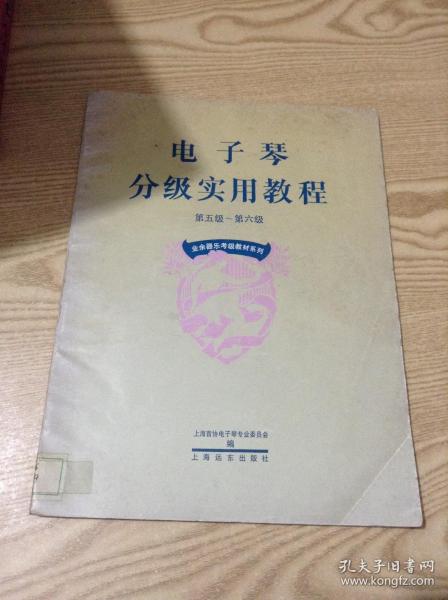 电子琴
分级实用教程
第五级~第六级
业余器乐考级教材系列
上海音协电子琴专业委员会
编
上海远东出版社
孔夫子旧书网
www.kongfz.com